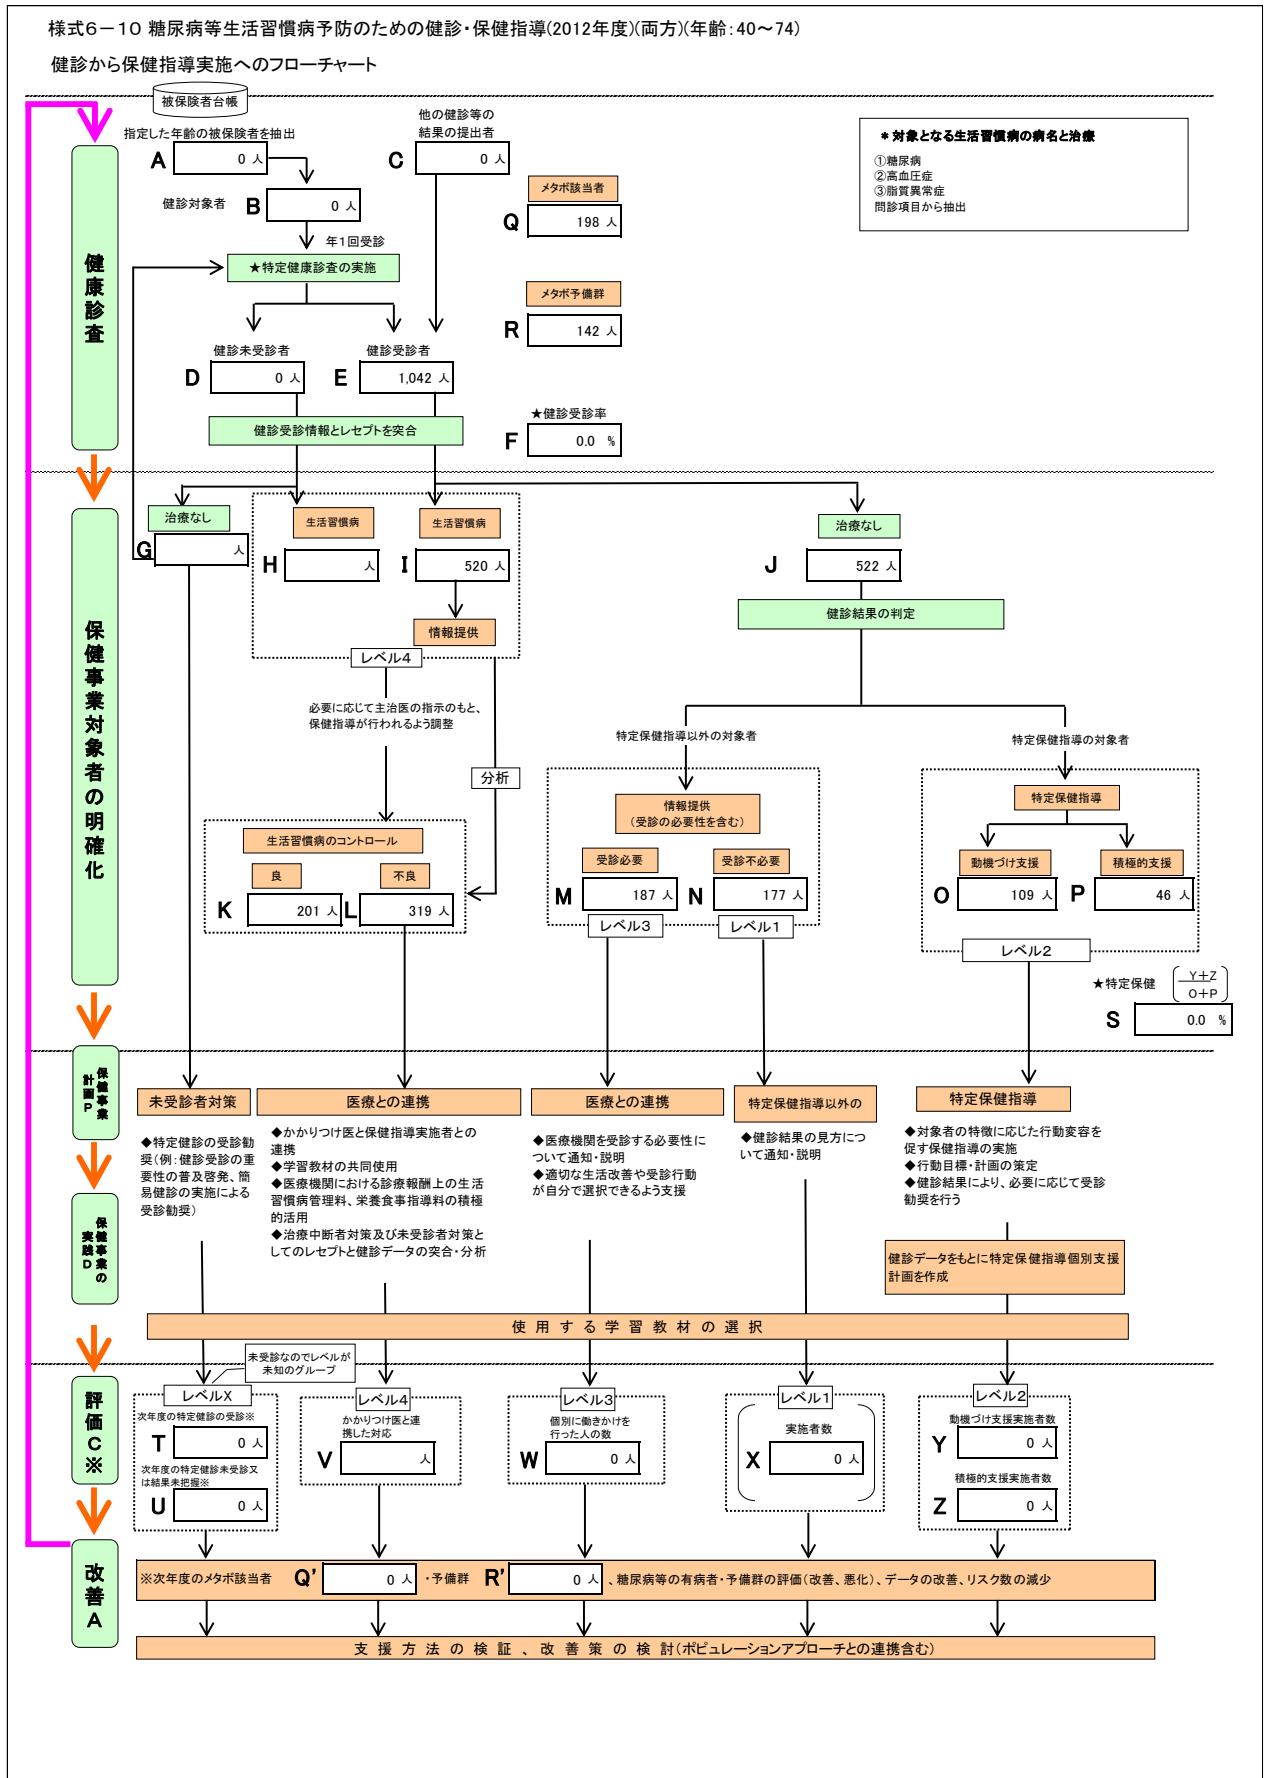 様式6－10 糖尿病等生活習慣病予防のための健診・保健指導(2012年度)(両方)(年齢：40～74)
健診から保健指導実施へのフローチャート
被保険者台帳
指定した年齢の被保険者を抽出
A 0 人
他の健診等の
結果の提出者
C 0 人
＊対象となる生活習慣病の病名と治療
①糖尿病
②高血圧症
③脂質異常症
問診項目から抽出
健診対象者 B 0 人
メタボ該当者
Q 198 人
年1回受診
★特定健康診査の実施
メタボ予備群
R 142 人
健康診査
健診未受診者
D 0 人
健診受診者
E 1,042 人
健診受診情報とレセプトを突合
★健診受診率
F 0.0 %
治療なし
G 人
生活習慣病
H 人
生活習慣病
I 520 人
情報提供
レベル4
治療なし
J 522 人
健診結果の判定
保健事業対象者の明確化
必要に応じて主治医の指示のもと、
保健指導が行われるよう調整
分析
特定保健指導以外の対象者
特定保健指導の対象者
生活習慣病のコントロール
良
K 201 人
不良
L 319 人
情報提供
（受診の必要性を含む）
受診必要
M 187 人
レベル3
受診不必要
N 177 人
レベル1
特定保健指導
動機づけ支援
O 109 人
積極的支援
P 46 人
レベル2
★特定保健
Y+Z
O+P
S 0.0 %
保健事業
計画P
未受診者対策
◆特定健診の受診勧
奨(例：健診受診の重
要性の普及啓発、簡
易健診の実施による
受診勧奨)
医療との連携
◆かかりつけ医と保健指導実施者との
連携
◆学習教材の共同使用
◆医療機関における診療報酬上の生活
習慣病管理料、栄養食事指導料の積極
的活用
◆治療中断者対策及び未受診者対策と
してのレセプトと健診データの突合・分析
医療との連携
◆医療機関を受診する必要性に
ついて通知・説明
◆適切な生活改善や受診行動
が自分で選択できるよう支援
特定保健指導以外の
◆健診結果の見方につ
いて通知・説明
特定保健指導
◆対象者の特徴に応じた行動変容を
促す保健指導の実施
◆行動目標・計画の策定
◆健診結果により、必要に応じて受診
勧奨を行う
保健事業の
実践D
健診データをもとに特定保健指導個別支援
計画を作成
使用する学習教材の選択
未受診なのでレベルが
未知のグループ
評価C※
レベルX
次年度の特定健診の受診※
T 0 人
次年度の特定健診未受診又
は結果未把握※
U 0 人
レベル4
かかりつけ医と連
携した対応
V 人
レベル3
個別に働きかけを
行った人の数
W 0 人
レベル1
実施者数
X 0 人
レベル2
動機づけ支援実施者数
Y 0 人
積極的支援実施者数
Z 0 人
改善A
※次年度のメタボ該当者 Q' 0 人 ・予備群 R' 0 人 、糖尿病等の有病者・予備群の評価（改善、悪化）、データの改善、リスク数の減少
支援方法の検証、改善策の検討(ポピュレーションアプローチとの連携含む)